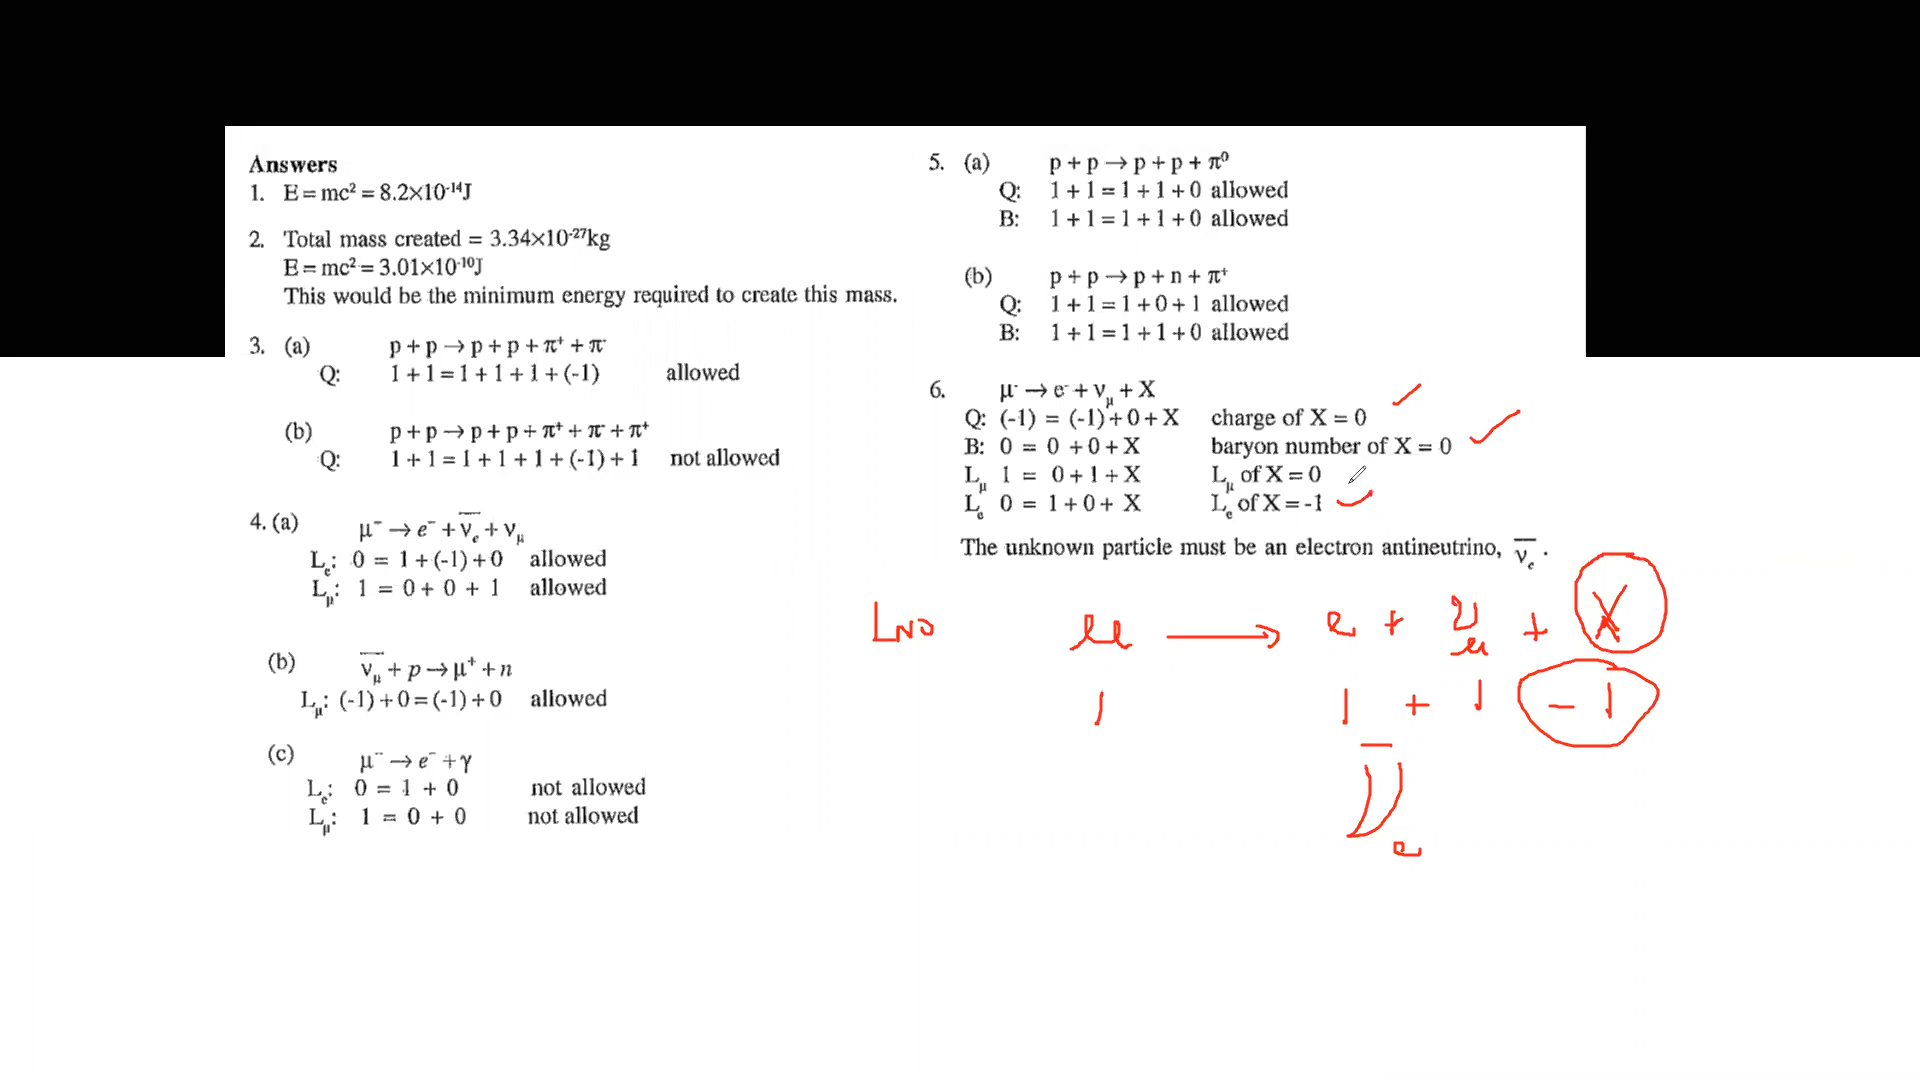 Answers
1. E = mc² = 8.2×10⁻¹⁴J
2. Total mass created = 3.34×10⁻²⁷kg
E = mc² = 3.01×10⁻¹⁰J
This would be the minimum energy required to create this mass.
3. (a) p + p → p + p + π⁺ + π⁻
Q: 1 + 1 = 1 + 1 + 1 + (-1) allowed
(b) p + p → p + p + π⁺ + π⁻ + π⁺
Q: 1 + 1 = 1 + 1 + 1 + (-1) + 1 not allowed
4. (a) μ⁻ → e⁻ + ν̅ₑ + ν_μ
Lₑ: 0 = 1 + (-1) + 0 allowed
L_μ: 1 = 0 + 0 + 1 allowed
(b) ν̅_μ + p → μ⁺ + n
L_μ: (-1) + 0 = (-1) + 0 allowed
(c) μ⁻ → e⁻ + γ
Lₑ: 0 = 1 + 0 not allowed
L_μ: 1 = 0 + 0 not allowed
5. (a) p + p → p + p + π⁰
Q: 1 + 1 = 1 + 1 + 0 allowed
B: 1 + 1 = 1 + 1 + 0 allowed
(b) p + p → p + n + π⁺
Q: 1 + 1 = 1 + 0 + 1 allowed
B: 1 + 1 = 1 + 1 + 0 allowed
6. μ⁻ → e⁻ + ν_μ + X
Q: (-1) = (-1) + 0 + X charge of X = 0
B: 0 = 0 + 0 + X baryon number of X = 0
L_μ 1 = 0 + 1 + X L_μ of X = 0
Lₑ 0 = 1 + 0 + X Lₑ of X = -1
The unknown particle must be an electron antineutrino, ν̅ₑ.
LNO μ → e + ν_μ + X
1 1 + 1 - 1
ν̅ₑ